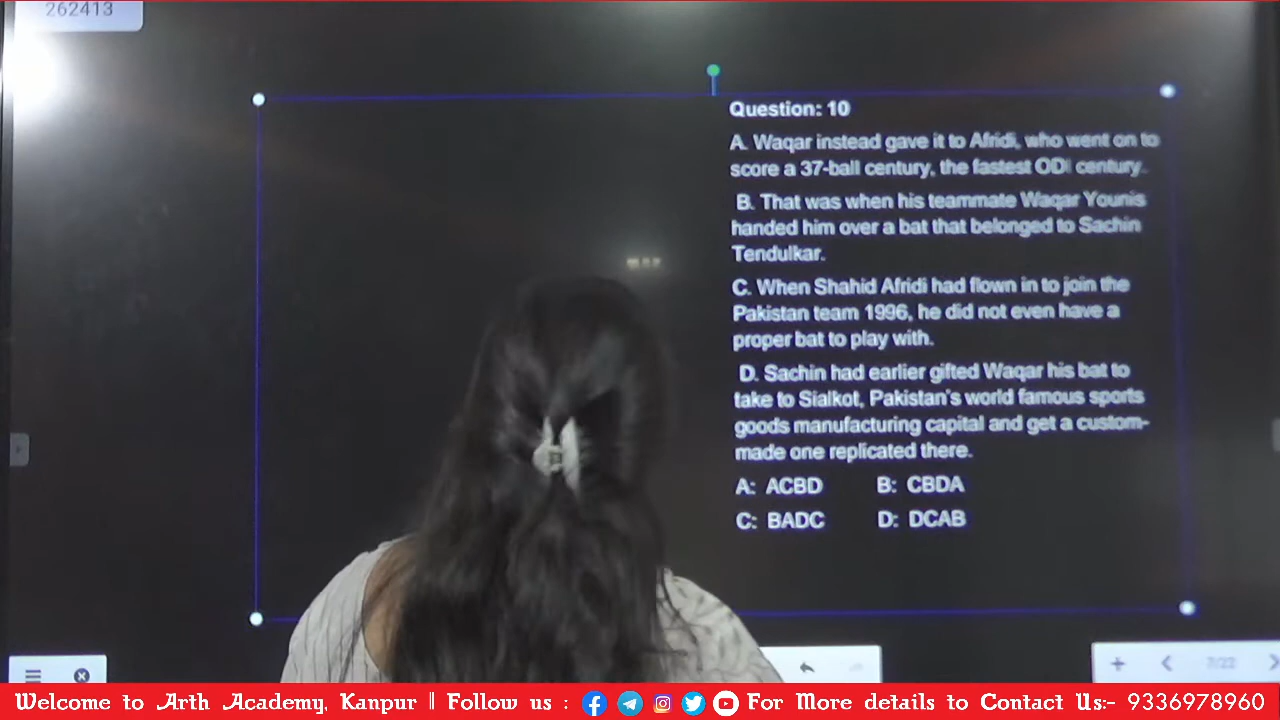 262413
Question: 10
A. Waqar instead gave it to Afridi, who went on to
score a 37-ball century, the fastest ODI century.
B. That was when his teammate Waqar Younis
handed him over a bat that belonged to Sachin
Tendulkar.
C. When Shahid Afridi had flown in to join the
Pakistan team 1996, he did not even have a
proper bat to play with.
D. Sachin had earlier gifted Waqar his bat to
take to Sialkot, Pakistan's world famous sports
goods manufacturing capital and get a custom-
made one replicated there.
A: ACBD B: CBDA
C: BADC D: DCAB
7/22
Welcome to Arth Academy, Kanpur || Follow us : For More details to Contact Us:- 9336978960